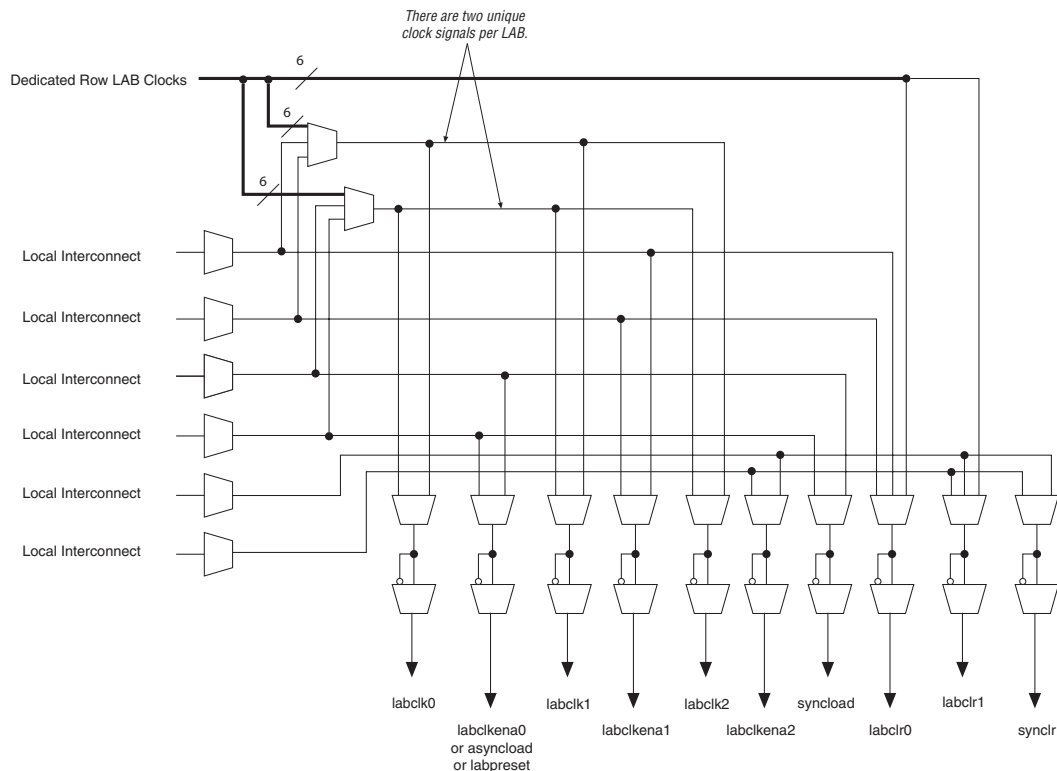 There are two unique
clock signals per LAB.
6
Dedicated Row LAB Clocks
6
6
Local Interconnect
Local Interconnect
Local Interconnect
Local Interconnect
Local Interconnect
Local Interconnect
labclk0
labclk1
labclk2
syncload
labclr1
labclkena0
or asyncload
or labpreset
labclkena1
labclkena2
labclr0
synclr